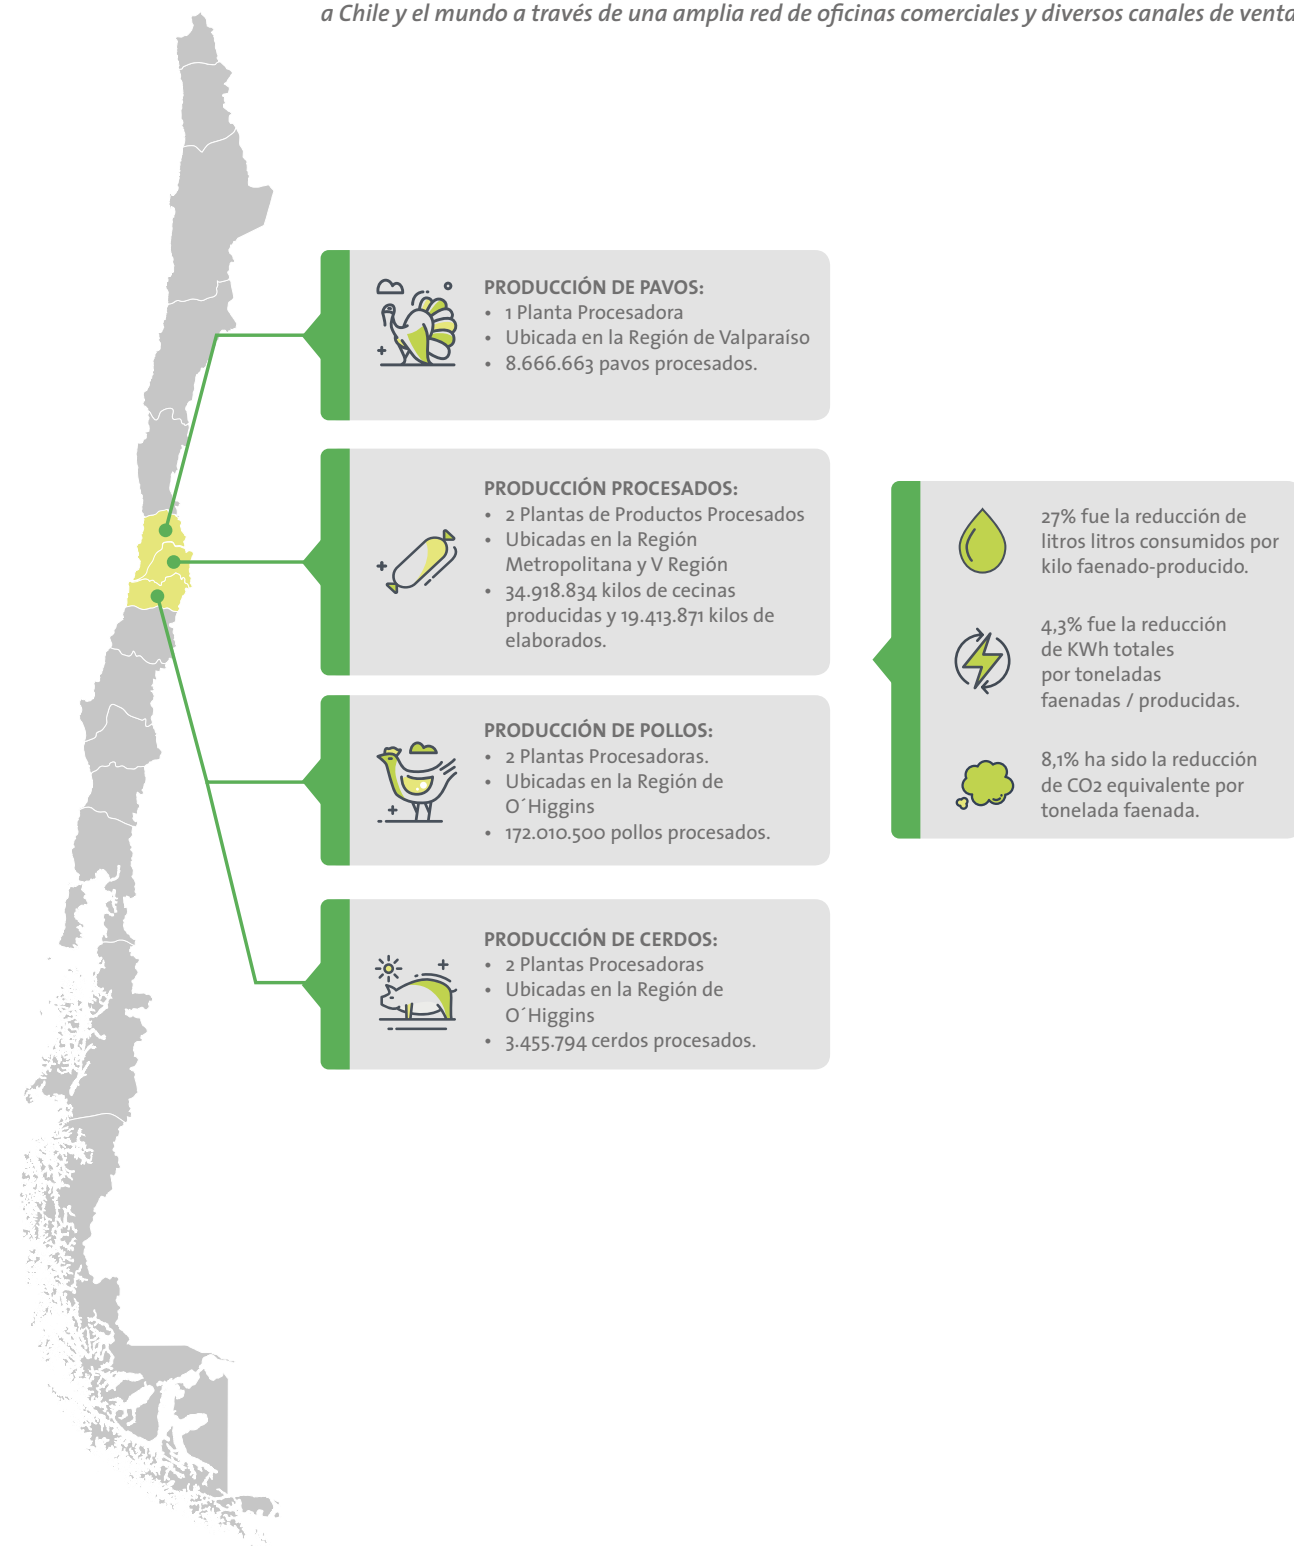 a Chile y el mundo a través de una amplia red de oficinas comerciales y diversos canales de venta
PRODUCCIÓN DE PAVOS:
• 1 Planta Procesadora
• Ubicada en la Región de Valparaíso
• 8.666.663 pavos procesados.
PRODUCCIÓN PROCESADOS:
• 2 Plantas de Productos Procesados
• Ubicadas en la Región
Metropolitana y V Región
• 34.918.834 kilos de cecinas
producidas y 19.413.871 kilos de
elaborados.
PRODUCCIÓN DE POLLOS:
• 2 Plantas Procesadoras.
• Ubicadas en la Región de
O´Higgins
• 172.010.500 pollos procesados.
PRODUCCIÓN DE CERDOS:
• 2 Plantas Procesadoras
• Ubicadas en la Región de
O´Higgins
• 3.455.794 cerdos procesados.
27% fue la reducción de
litros litros consumidos por
kilo faenado-producido.
4,3% fue la reducción
de KWh totales
por toneladas
faenadas / producidas.
8,1% ha sido la reducción
de CO2 equivalente por
tonelada faenada.